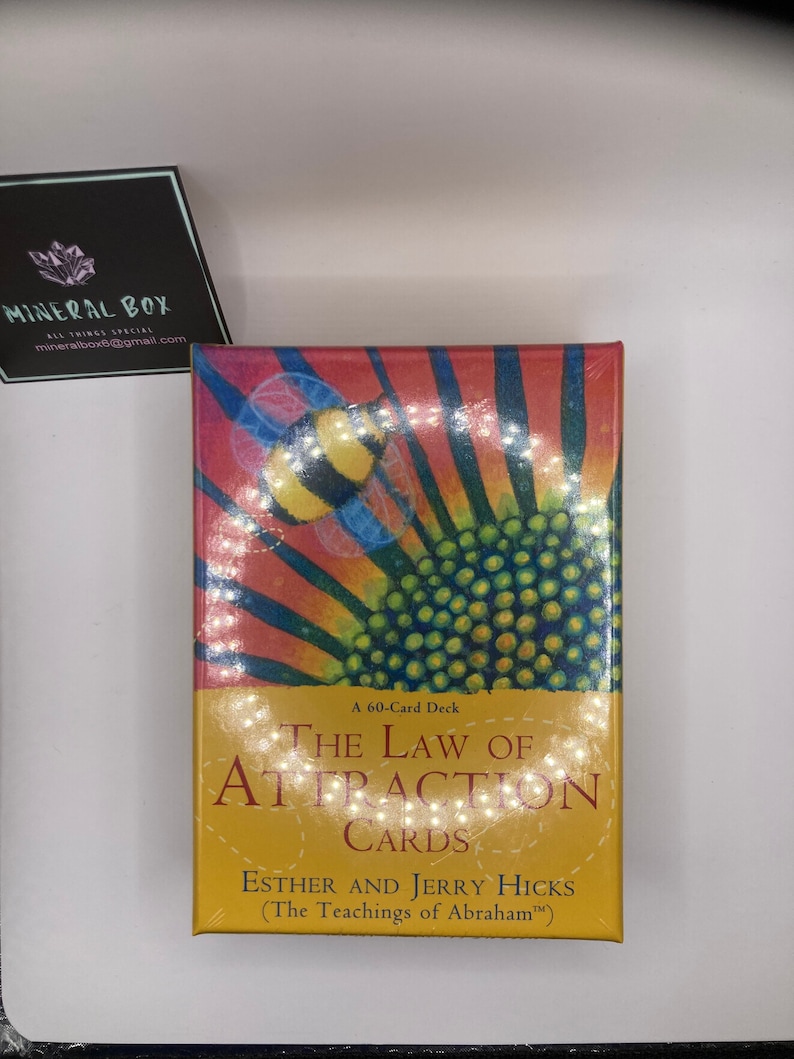 MINERAL BOX
ALL THINGS SPECIAL
mineralbox6@gmail.com
A 60-Card Deck
THE LAW OF
ATTRACTION
CARDS
ESTHER AND JERRY HICKS
(The Teachings of Abraham™)